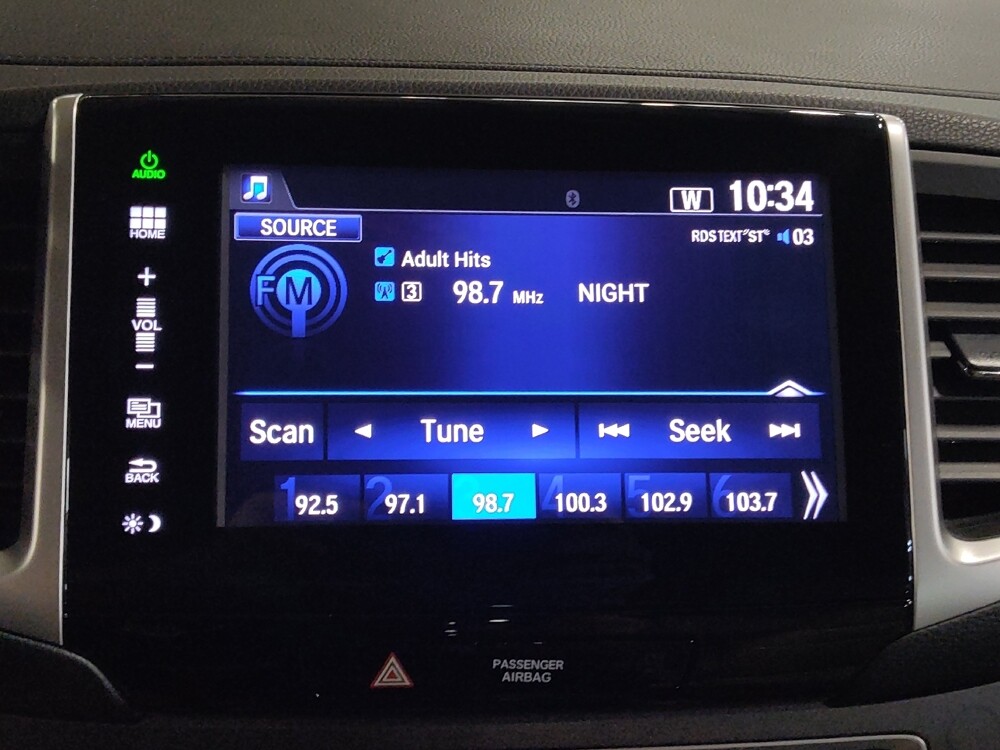 AUDIO
HOME
+
VOL
−
MENU
BACK
W 10:34
SOURCE
RDS TEXT "ST" 03
FM
Adult Hits
3 98.7 MHz NIGHT
Scan Tune Seek
1 92.5 2 97.1 3 98.7 4 100.3 5 102.9 6 103.7
PASSENGER
AIRBAG